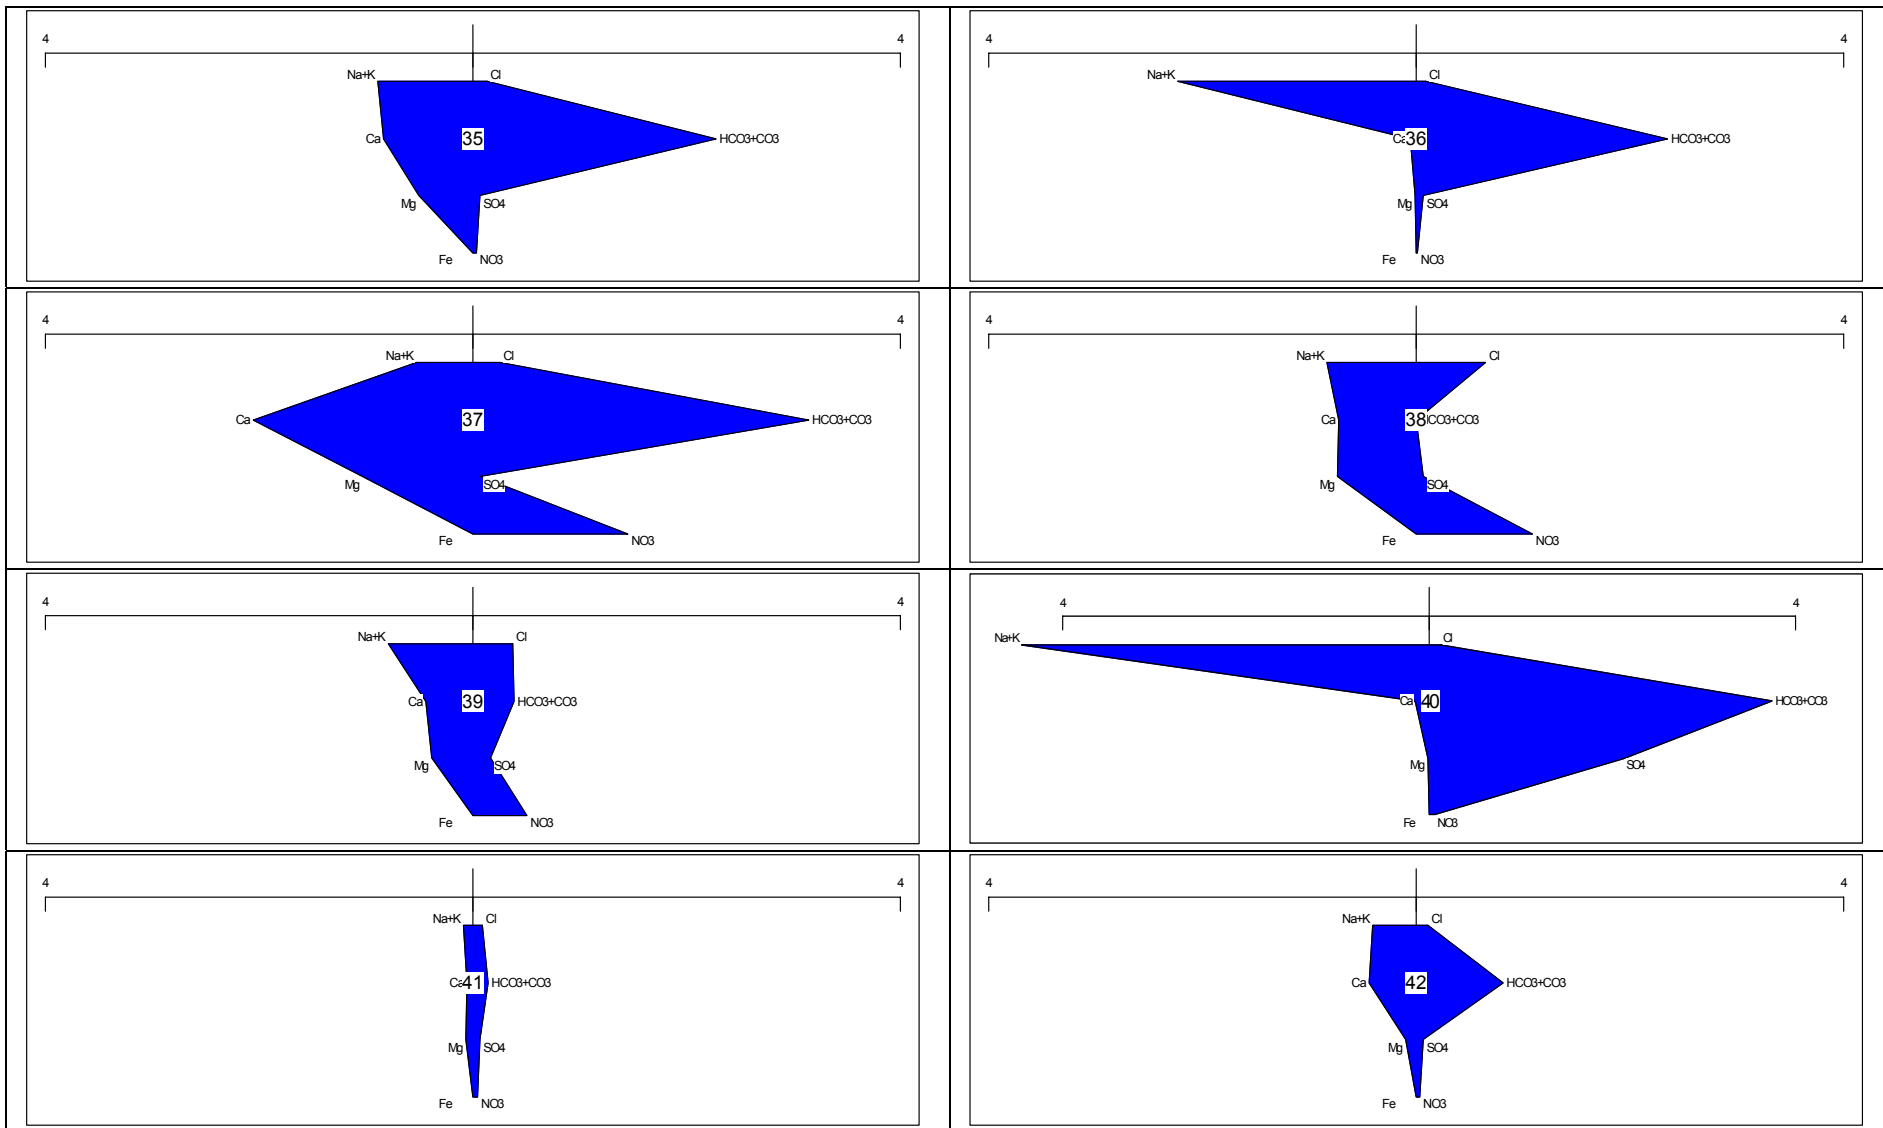 4 4
Na+K Cl
Ca 35 HCO3+CO3
Mg SO4
Fe NO3
4 4
Na+K Cl
Ca 36 HCO3+CO3
Mg SO4
Fe NO3
4 4
Na+K Cl
Ca 37 HCO3+CO3
Mg SO4
Fe NO3
4 4
Na+K Cl
Ca 38 CO3+CO3
Mg SO4
Fe NO3
4 4
Na+K Cl
Ca 39 HCO3+CO3
Mg SO4
Fe NO3
4 4
Na+K Cl
Ca 40 HCO3+CO3
Mg SO4
Fe NO3
4 4
Na+K Cl
Ca 41 HCO3+CO3
Mg SO4
Fe NO3
4 4
Na+K Cl
Ca 42 HCO3+CO3
Mg SO4
Fe NO3